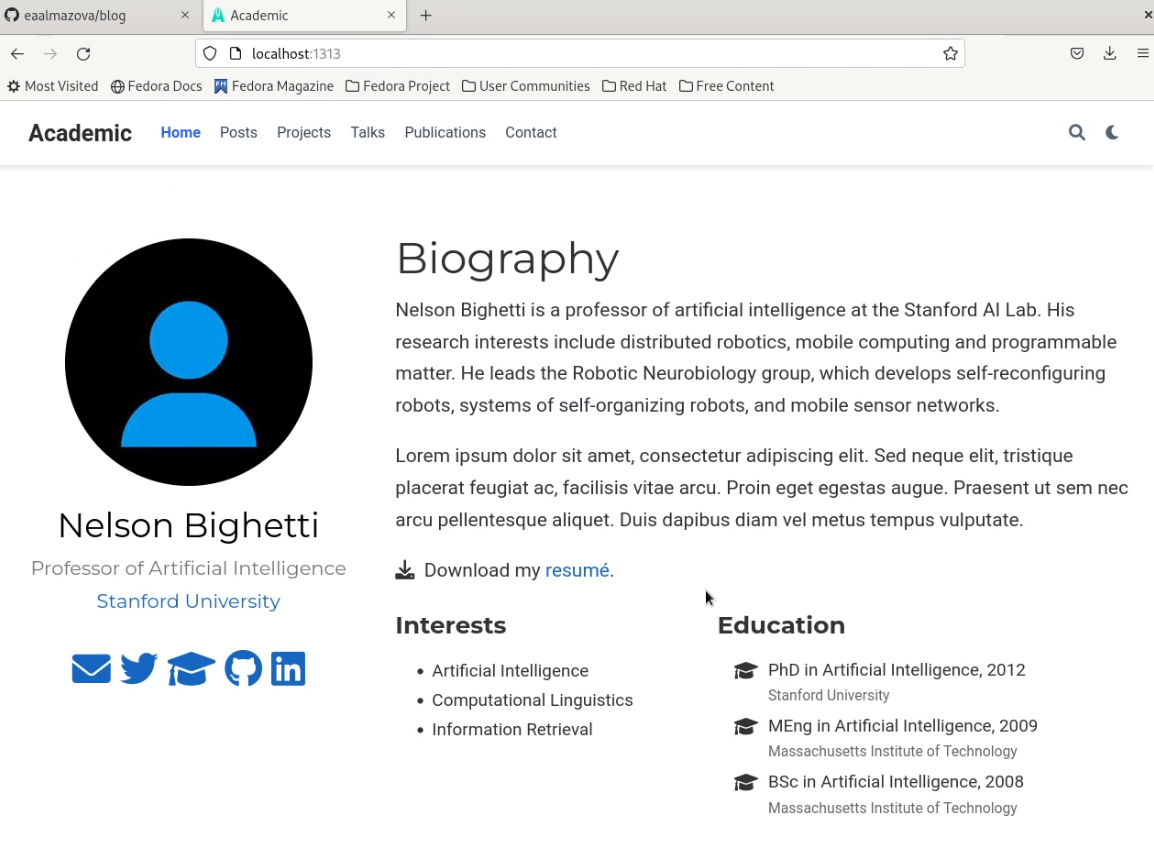 eaalmazova/blog
Academic
localhost:1313
Most Visited Fedora Docs Fedora Magazine Fedora Project User Communities Red Hat Free Content
Academic Home Posts Projects Talks Publications Contact
Biography
Nelson Bighetti is a professor of artificial intelligence at the Stanford AI Lab. His
research interests include distributed robotics, mobile computing and programmable
matter. He leads the Robotic Neurobiology group, which develops self-reconfiguring
robots, systems of self-organizing robots, and mobile sensor networks.
Lorem ipsum dolor sit amet, consectetur adipiscing elit. Sed neque elit, tristique
placerat feugiat ac, facilisis vitae arcu. Proin eget egestas augue. Praesent ut sem nec
arcu pellentesque aliquet. Duis dapibus diam vel metus tempus vulputate.
Download my resumé.
Nelson Bighetti
Professor of Artificial Intelligence
Stanford University
in
Interests
Artificial Intelligence
Computational Linguistics
Information Retrieval
Education
PhD in Artificial Intelligence, 2012
Stanford University
MEng in Artificial Intelligence, 2009
Massachusetts Institute of Technology
BSc in Artificial Intelligence, 2008
Massachusetts Institute of Technology